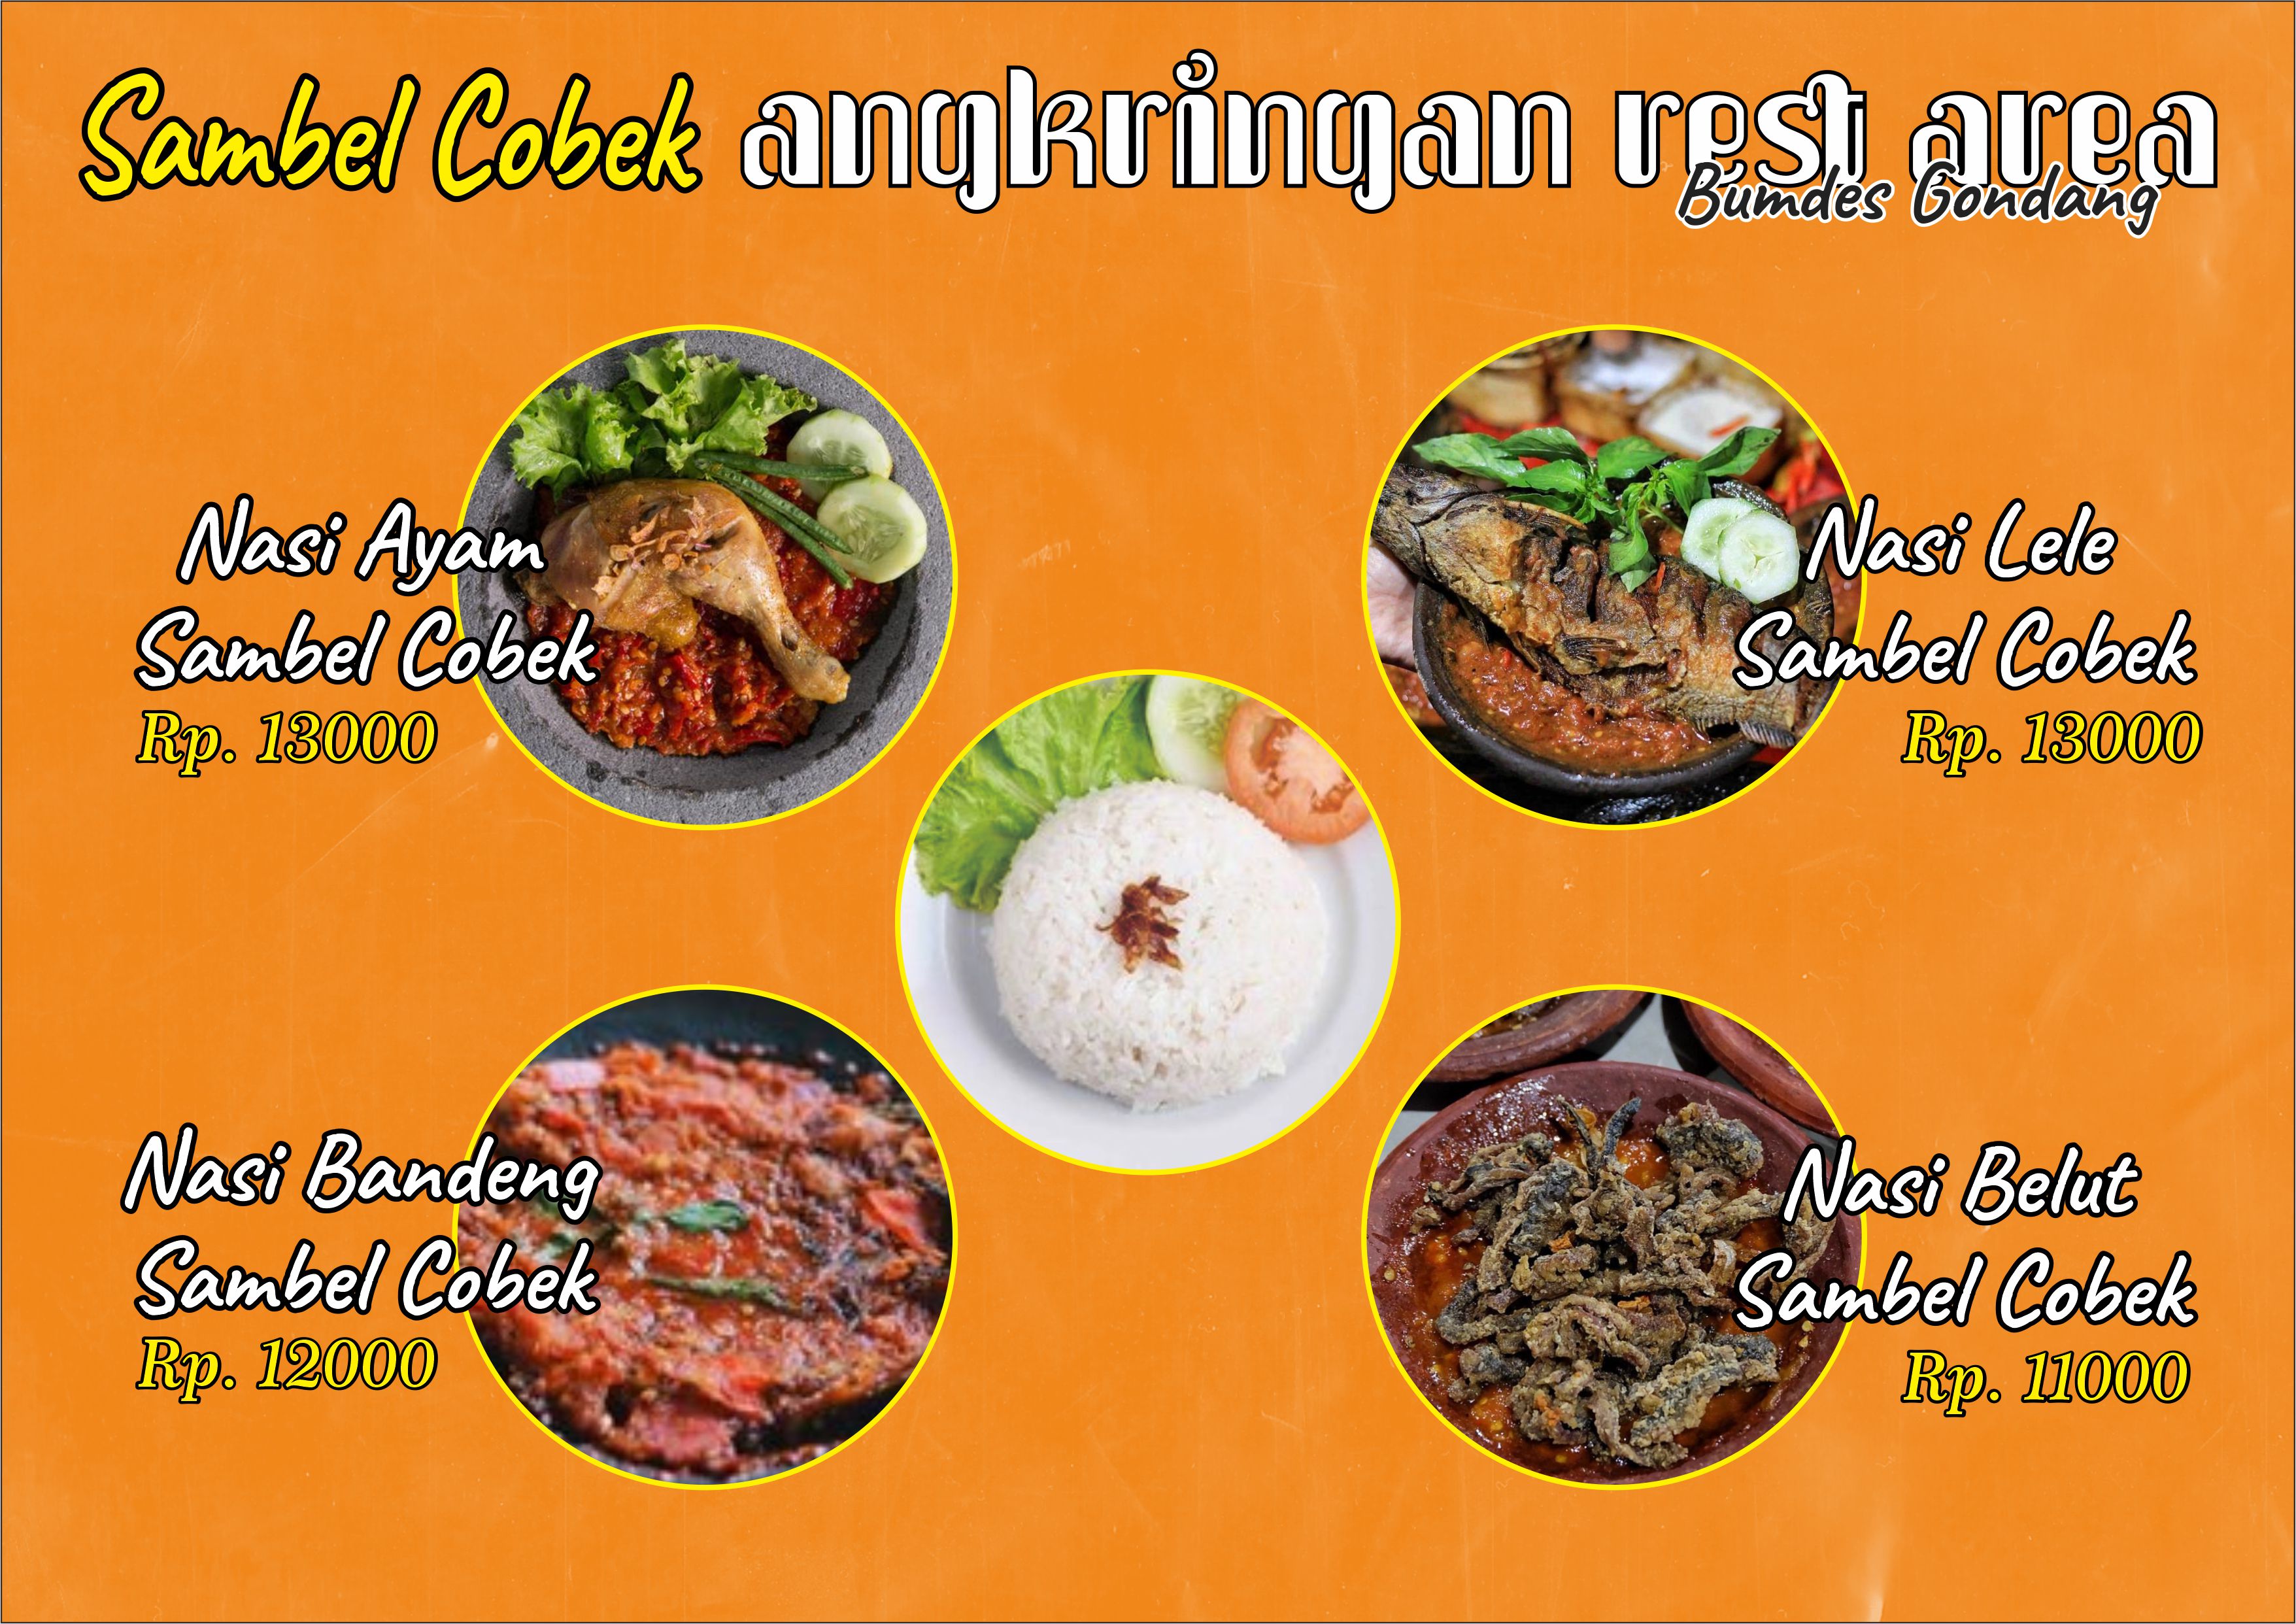 Sambel Cobek angkringan rest area
Bumdes Gondang
Nasi Ayam
Sambel Cobek
Rp. 13000
Nasi Lele
Sambel Cobek
Rp. 13000
Nasi Bandeng
Sambel Cobek
Rp. 12000
Nasi Belut
Sambel Cobek
Rp. 11000